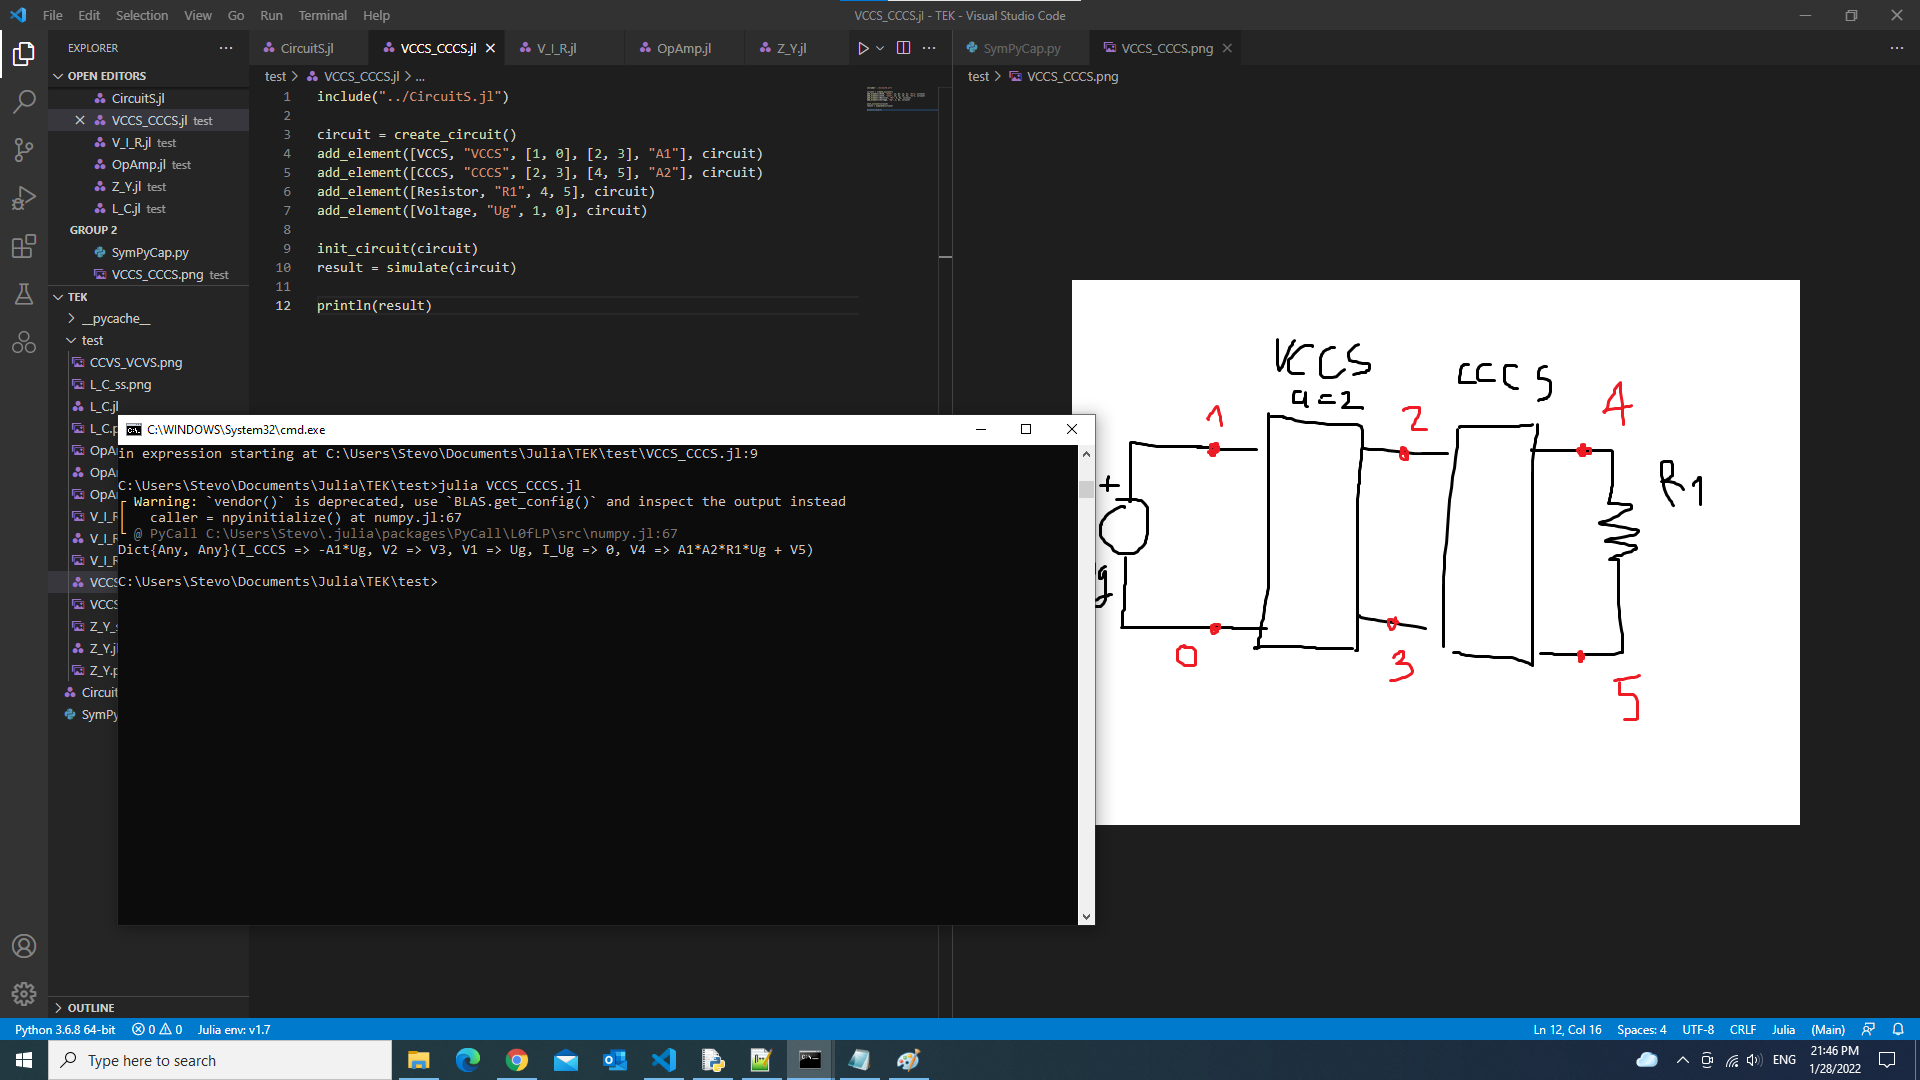 File Edit Selection View Go Run Terminal Help
VCCS_CCCS.jl - TEK - Visual Studio Code
EXPLORER
OPEN EDITORS
CircuitS.jl
VCCS_CCCS.jl test
V_I_R.jl test
OpAmp.jl test
Z_Y.jl test
L_C.jl test
GROUP 2
SymPyCap.py
VCCS_CCCS.png test
TEK
__pycache__
test
CCVS_VCVS.png
L_C_ss.png
L_C.jl
L_C.p
OpA
OpA
OpA
V_I_F
V_I_F
V_I_F
VCCS
VCCS
Z_Y_s
Z_Y.jl
Z_Y.p
Circuit
SymPy
OUTLINE
CircuitS.jl VCCS_CCCS.jl V_I_R.jl OpAmp.jl Z_Y.jl
test > VCCS_CCCS.jl > ...
1 include("../CircuitS.jl")
2
3 circuit = create_circuit()
4 add_element([VCCS, "VCCS", [1, 0], [2, 3], "A1"], circuit)
5 add_element([CCCS, "CCCS", [2, 3], [4, 5], "A2"], circuit)
6 add_element([Resistor, "R1", 4, 5], circuit)
7 add_element([Voltage, "Ug", 1, 0], circuit)
8
9 init_circuit(circuit)
10 result = simulate(circuit)
11
12 println(result)
SymPyCap.py VCCS_CCCS.png
test > VCCS_CCCS.png
VCCS
a=2
CCCS
1
2
4
+
R1
g
0
3
5
C:\WINDOWS\System32\cmd.exe
in expression starting at C:\Users\Stevo\Documents\Julia\TEK\test\VCCS_CCCS.jl:9
C:\Users\Stevo\Documents\Julia\TEK\test>julia VCCS_CCCS.jl
┌ Warning: `vendor()` is deprecated, use `BLAS.get_config()` and inspect the output instead
│   caller = npyinitialize() at numpy.jl:67
└ @ PyCall C:\Users\Stevo\.julia\packages\PyCall\L0fLP\src\numpy.jl:67
Dict{Any, Any}(I_CCCS => -A1*Ug, V2 => V3, V1 => Ug, I_Ug => 0, V4 => A1*A2*R1*Ug + V5)
C:\Users\Stevo\Documents\Julia\TEK\test>
Python 3.6.8 64-bit 0 0 Julia env: v1.7
Ln 12, Col 16 Spaces: 4 UTF-8 CRLF Julia (Main)
Type here to search
ENG
21:46 PM
1/28/2022